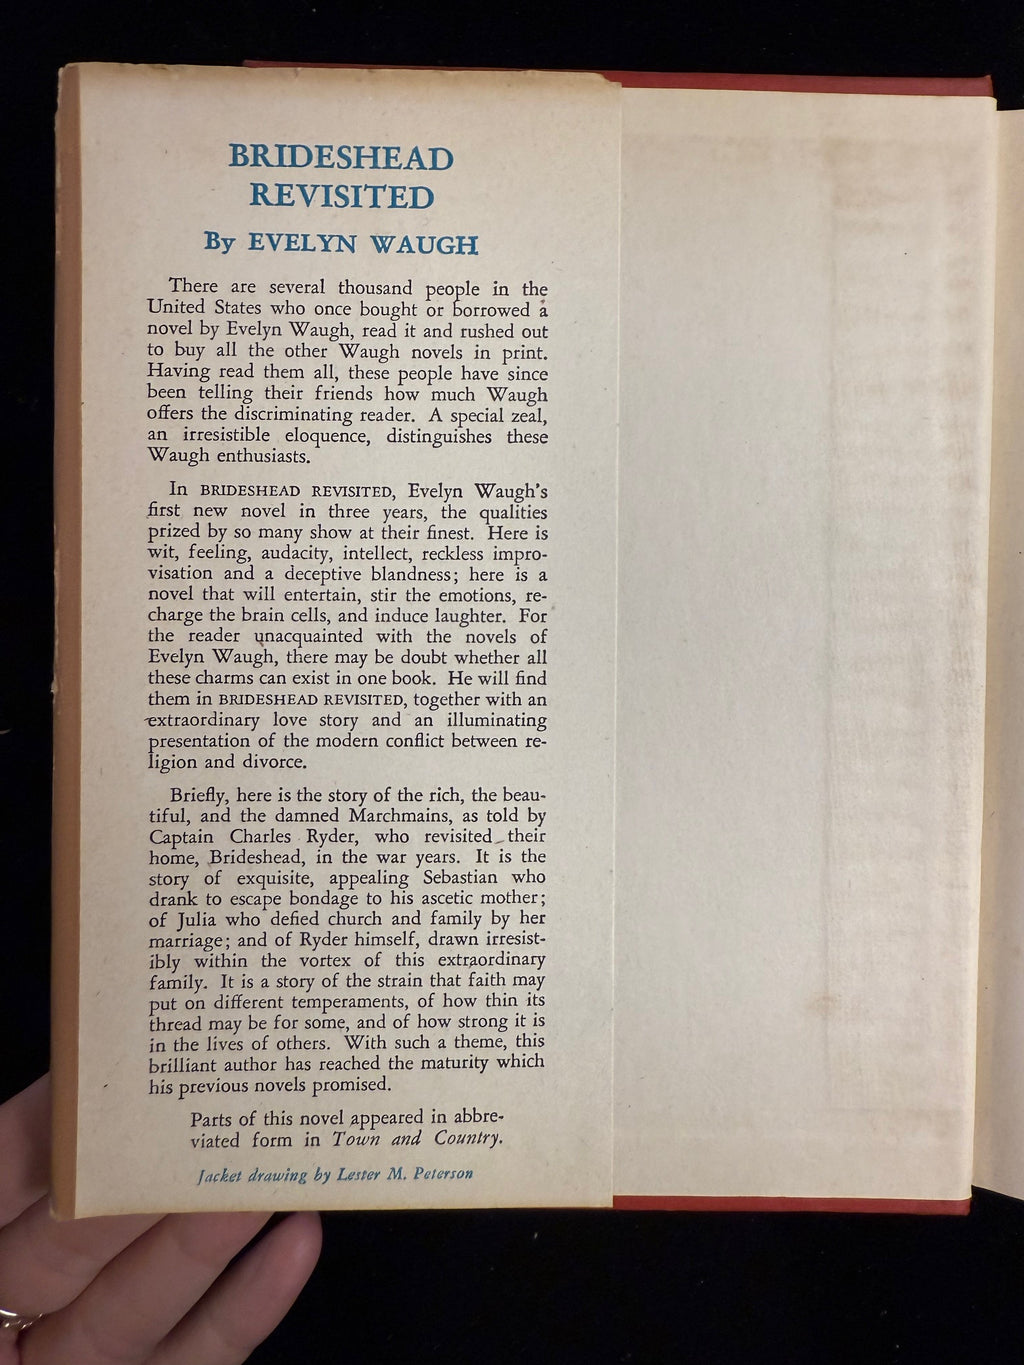 BRIDESHEAD
REVISITED
By EVELYN WAUGH
There are several thousand people in the
United States who once bought or borrowed a
novel by Evelyn Waugh, read it and rushed out
to buy all the other Waugh novels in print.
Having read them all, these people have since
been telling their friends how much Waugh
offers the discriminating reader. A special zeal,
an irresistible eloquence, distinguishes these
Waugh enthusiasts.
In BRIDESHEAD REVISITED, Evelyn Waugh's
first new novel in three years, the qualities
prized by so many show at their finest. Here is
wit, feeling, audacity, intellect, reckless impro-
visation and a deceptive blandness; here is a
novel that will entertain, stir the emotions, re-
charge the brain cells, and induce laughter. For
the reader unacquainted with the novels of
Evelyn Waugh, there may be doubt whether all
these charms can exist in one book. He will find
them in BRIDESHEAD REVISITED, together with an
extraordinary love story and an illuminating
presentation of the modern conflict between re-
ligion and divorce.
Briefly, here is the story of the rich, the beau-
tiful, and the damned Marchmains, as told by
Captain Charles Ryder, who revisited their
home, Brideshead, in the war years. It is the
story of exquisite, appealing Sebastian who
drank to escape bondage to his ascetic mother;
of Julia who defied church and family by her
marriage; and of Ryder himself, drawn irresist-
ibly within the vortex of this extraordinary
family. It is a story of the strain that faith may
put on different temperaments, of how thin its
thread may be for some, and of how strong it is
in the lives of others. With such a theme, this
brilliant author has reached the maturity which
his previous novels promised.
Parts of this novel appeared in abbre-
viated form in Town and Country.
Jacket drawing by Lester M. Peterson